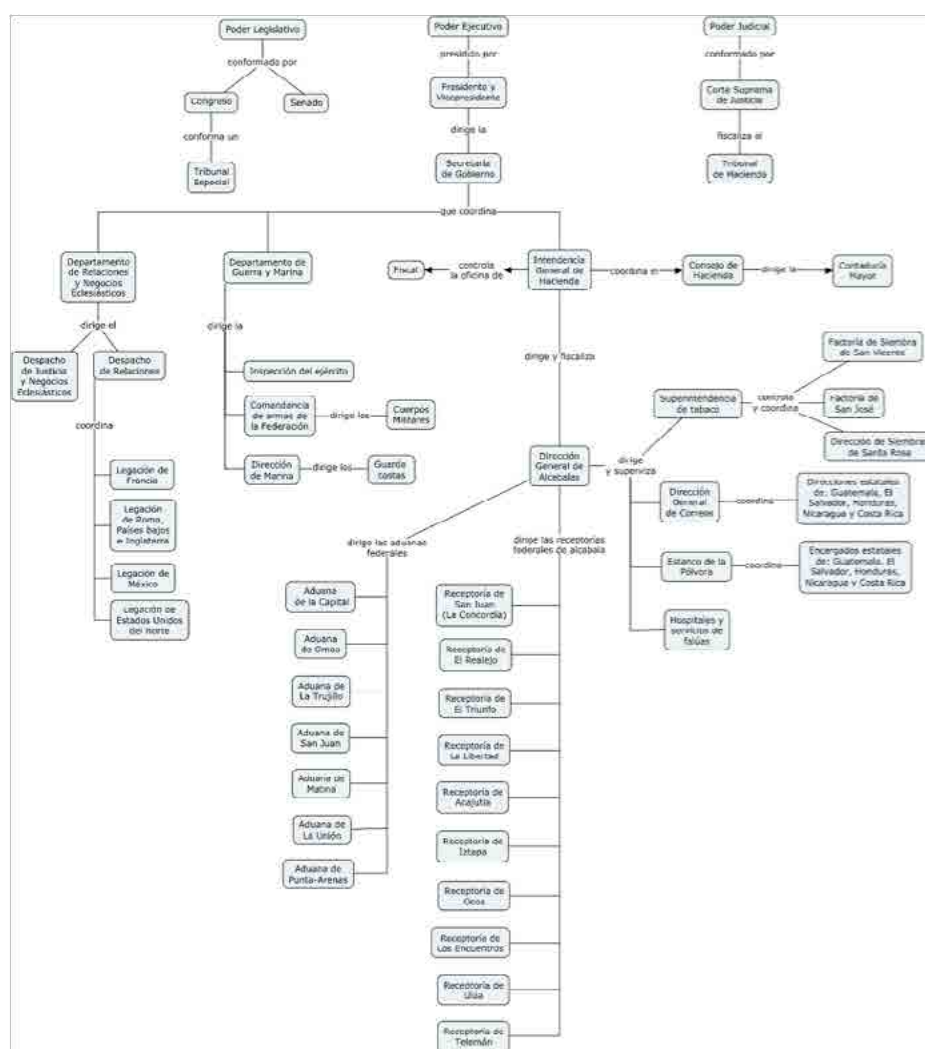 Poder Legislativo
conformado por
Congreso
Senado
conforma un
Tribunal
Especial
Poder Ejecutivo
presidido por
Presidente y
Vicepresidente
dirige la
Secretaría
de Gobierno
que coordina
Poder Judicial
conformado por
Corte Suprema
de Justicia
fiscaliza el
Tribunal
de Hacienda
Departamento
de Relaciones
y Negocios
Eclesiásticos
dirige el
Despacho
de Justicia
y Negocios
Eclesiásticos
Despacho
de Relaciones
coordina
Legación de
Francia
Legación
de Roma,
Países bajos
e Inglaterra
Legación de
México
Legación de
Estados Unidos
del Norte
Departamento de
Guerra y Marina
dirige la
Inspección del ejército
Comandancia
de armas de
la Federación
dirige los
Cuerpos
Militares
Dirección
de Marina
dirige los
Guarda
costas
Fiscal
controla
la oficina de
Intendencia
General de
Hacienda
coordina el
Consejo de
Hacienda
dirige la
Contaduría
Mayor
dirige y fiscaliza
Dirección
General de
Alcabalas
dirige
y superviza
Superintendencia
de tabaco
controla
y coordina
Factoría de Siembra
de San Vicente
Factoría de
San José
Dirección de Siembra
de Santa Rosa
Dirección
General
de Correos
coordina
Direcciones estatales
de: Guatemala, El
Salvador, Honduras,
Nicaragua y Costa Rica
Estanco de la
Pólvora
coordina
Encargados estatales
de: Guatemala, El
Salvador, Honduras,
Nicaragua y Costa Rica
Hospitales y
servicios de
falúas
dirige las aduanas
federales
Aduana
de la Capital
Aduana
de Omoa
Aduana de
La Trujillo
Aduana de
San Juan
Aduana de
Matina
Aduana de
La Unión
Aduana de
Punta-Arenas
dirige las receptorías
federales de alcabala
Receptoría de
San Juan
(La Concordia)
Receptoría de
El Realejo
Receptoría de
El Triunfo
Receptoría de
La Libertad
Receptoría de
Acajutla
Receptoría de
Iztapa
Receptoría de
Ocos
Receptoría de
Los Encuentros
Receptoría de
Ulúa
Receptoría de
Telemán